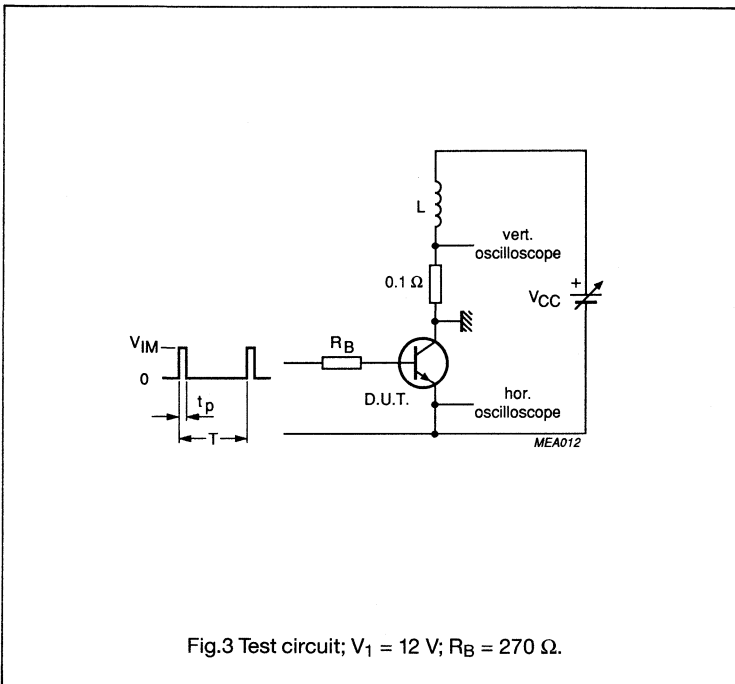 L
vert.
oscilloscope
0.1 Ω
+
VCC
VIM
0
RB
tp
T
D.U.T.
hor.
oscilloscope
MEA012
Fig.3 Test circuit; V1 = 12 V; RB = 270 Ω.